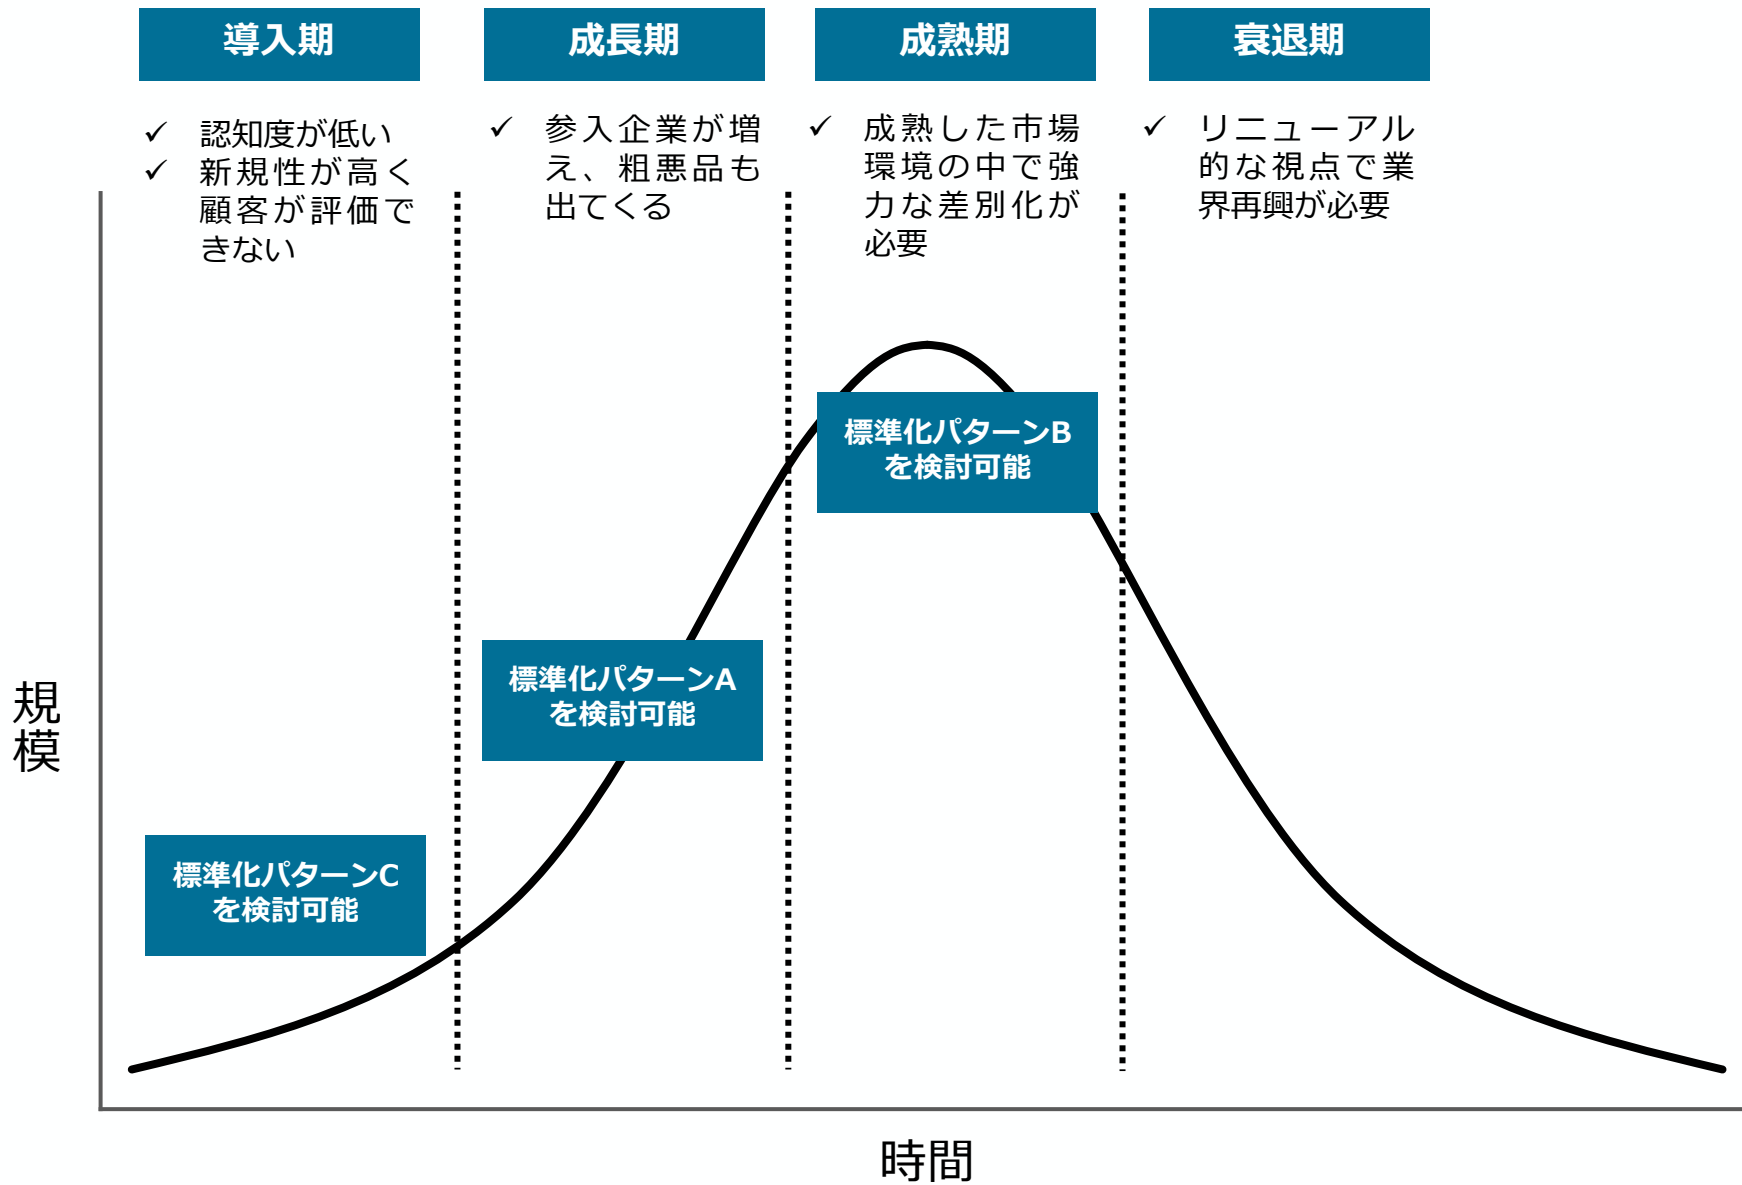 導入期
認知度が低い
新規性が高く
顧客が評価で
きない
成長期
参入企業が増
え、粗悪品も
出てくる
成熟期
成熟した市場
環境の中で強
力な差別化が
必要
衰退期
リニューアル
的な視点で業
界再興が必要
標準化パターンB
を検討可能
標準化パターンA
を検討可能
標準化パターンC
を検討可能
規模
時間